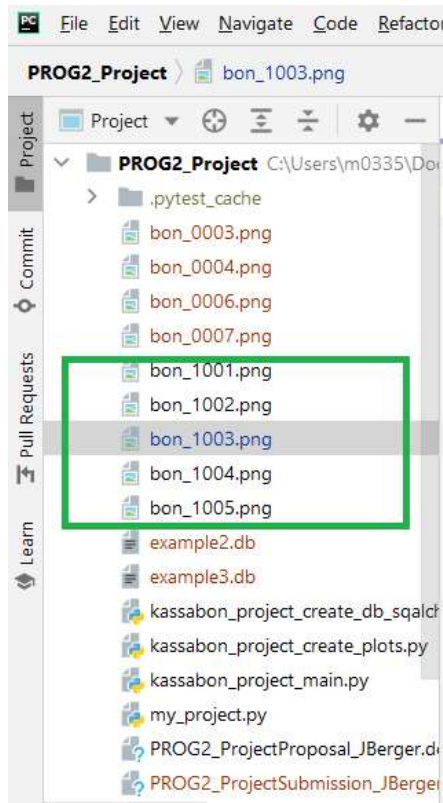 PC File Edit View Navigate Code Refactor
PROG2_Project bon_1003.png
Project
Project
PROG2_Project C:\Users\m0335\Do
.pytest_cache
bon_0003.png
bon_0004.png
bon_0006.png
bon_0007.png
bon_1001.png
bon_1002.png
bon_1003.png
bon_1004.png
bon_1005.png
example2.db
example3.db
kassabon_project_create_db_sqalch
kassabon_project_create_plots.py
kassabon_project_main.py
my_project.py
PROG2_ProjectProposal_JBerger.d
PROG2_ProjectSubmission_JBerger
Commit
Pull Requests
Learn